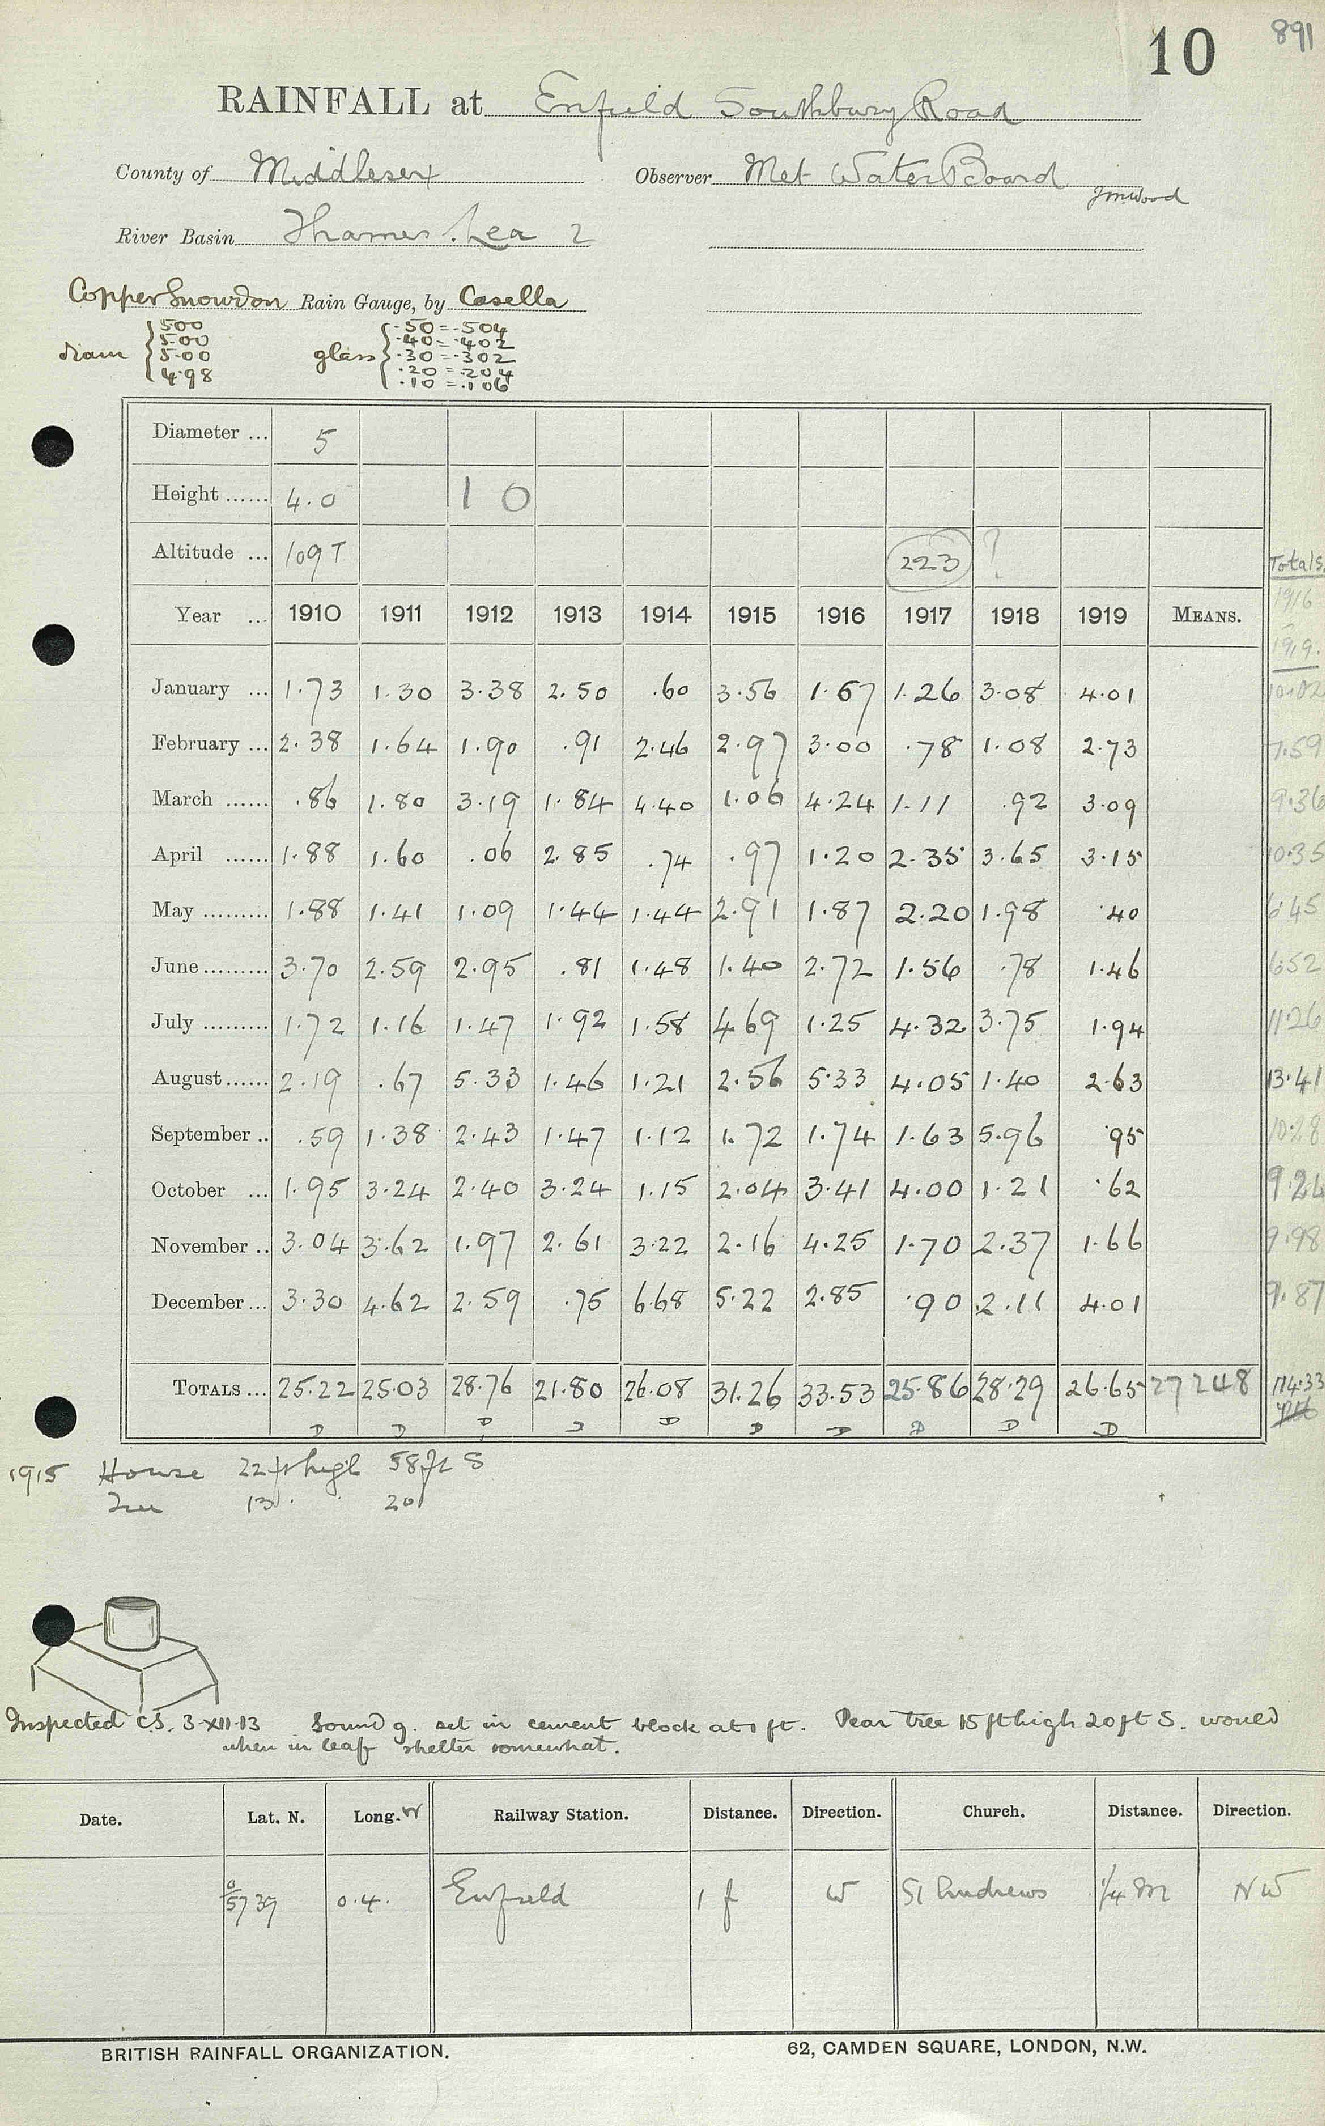 10 891
RAINFALL at Enfield Southbury Road
County of Middlesex Observer Met Water Board
River Basin Thames. Lea 2
Copper Snowdon Rain Gauge, by Casella
diam { 5.00 5.00 5.00 4.98 glass { .50 = .504 .40 = .402 .30 = .302 .20 = .204 .10 = .106
Diameter ... 5
Height ...... 4.0 1 0
Altitude ... 109 T 223 ?
Totals 1916 - 1919.
Year ... 1910 1911 1912 1913 1914 1915 1916 1917 1918 1919 MEANS.
January ... 1.73 1.30 3.38 2.50 .60 3.56 1.67 1.26 3.08 4.01 10.02
February ... 2.38 1.64 1.90 .91 2.46 2.97 3.00 .78 1.08 2.73 7.59
March ...... .86 1.80 3.19 1.84 4.40 1.06 4.24 1.11 .92 3.09 9.36
April ...... 1.88 1.60 .06 2.85 .74 .97 1.20 2.35 3.65 3.15 10.35
May ......... 1.88 1.41 1.09 1.44 1.44 2.91 1.87 2.20 1.98 .40 6.45
June ......... 3.70 2.59 2.95 .81 1.48 1.40 2.72 1.56 .78 1.46 6.52
July ......... 1.72 1.16 1.47 1.92 1.58 4.69 1.25 4.32 3.75 1.94 11.26
August ...... 2.19 .67 5.33 1.46 1.21 2.56 5.33 4.05 1.40 2.63 13.41
September .. .59 1.38 2.43 1.47 1.12 1.72 1.74 1.63 5.96 .95 10.28
October ... 1.95 3.24 2.40 3.24 1.15 2.04 3.41 4.00 1.21 .62 9.24
November .. 3.04 3.62 1.97 2.61 3.22 2.16 4.25 1.70 2.37 1.66 9.98
December ... 3.30 4.62 2.59 .75 6.68 5.22 2.85 .90 2.11 4.01 9.87
TOTALS ... 25.22 25.03 28.76 21.80 26.08 31.26 33.53 25.86 28.29 26.65 27248 114.33
D D D D D D D D D D
1915 House 22 ft high 58 ft S
Tree 13 . . 20
Inspected CS. 3.XII.13 Sound g. set in cement block at 1 ft. Pear tree 15 ft high 20 ft S. would
when in leaf shelter somewhat.
Date. Lat. N. Long. W Railway Station. Distance. Direction. Church. Distance. Direction.
51 39 0.4. Enfield 1 f W St Andrews 1/4 m NW
BRITISH RAINFALL ORGANIZATION. 62, CAMDEN SQUARE, LONDON, N.W.